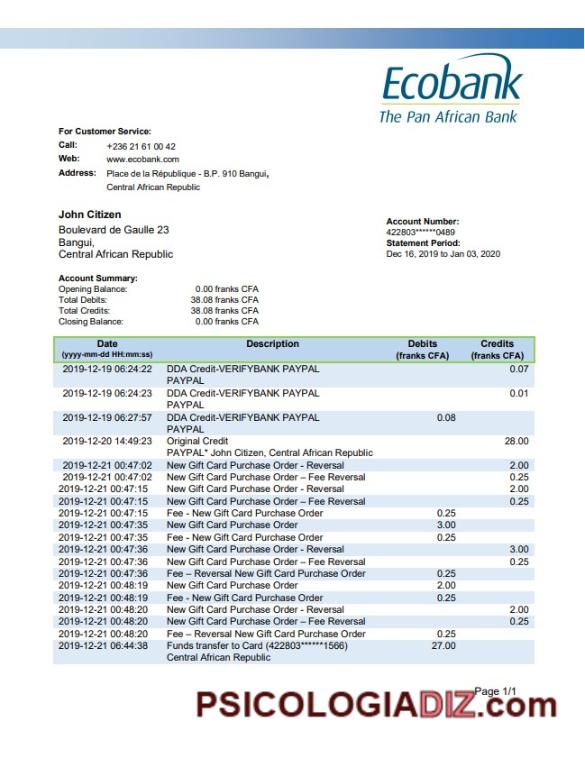 Ecobank
The Pan African Bank
For Customer Service:
Call: +236 21 61 00 42
Web: www.ecobank.com
Address: Place de la République - B.P. 910 Bangui,
Central African Republic
John Citizen
Boulevard de Gaulle 23
Bangui,
Central African Republic
Account Number:
422803******0489
Statement Period:
Dec 16, 2019 to Jan 03, 2020
Account Summary:
Opening Balance: 0.00 franks CFA
Total Debits: 38.08 franks CFA
Total Credits: 38.08 franks CFA
Closing Balance: 0.00 franks CFA
Date Description Debits Credits
(yyyy-mm-dd HH:mm:ss) (franks CFA) (franks CFA)
2019-12-19 06:24:22 DDA Credit-VERIFYBANK PAYPAL 0.07
PAYPAL
2019-12-19 06:24:23 DDA Credit-VERIFYBANK PAYPAL 0.01
PAYPAL
2019-12-19 06:27:57 DDA Credit-VERIFYBANK PAYPAL 0.08
PAYPAL
2019-12-20 14:49:23 Original Credit 28.00
PAYPAL* John Citizen, Central African Republic
2019-12-21 00:47:02 New Gift Card Purchase Order - Reversal 2.00
2019-12-21 00:47:02 New Gift Card Purchase Order – Fee Reversal 0.25
2019-12-21 00:47:15 New Gift Card Purchase Order - Reversal 2.00
2019-12-21 00:47:15 New Gift Card Purchase Order – Fee Reversal 0.25
2019-12-21 00:47:15 Fee - New Gift Card Purchase Order 0.25
2019-12-21 00:47:35 New Gift Card Purchase Order 3.00
2019-12-21 00:47:35 Fee - New Gift Card Purchase Order 0.25
2019-12-21 00:47:36 New Gift Card Purchase Order - Reversal 3.00
2019-12-21 00:47:36 New Gift Card Purchase Order – Fee Reversal 0.25
2019-12-21 00:47:36 Fee – Reversal New Gift Card Purchase Order 0.25
2019-12-21 00:48:19 New Gift Card Purchase Order 2.00
2019-12-21 00:48:19 Fee - New Gift Card Purchase Order 0.25
2019-12-21 00:48:20 New Gift Card Purchase Order - Reversal 2.00
2019-12-21 00:48:20 New Gift Card Purchase Order – Fee Reversal 0.25
2019-12-21 00:48:20 Fee – Reversal New Gift Card Purchase Order 0.25
2019-12-21 06:44:38 Funds transfer to Card (422803******1566) 27.00
Central African Republic
Page 1/1
PSICOLOGIADIZ.com